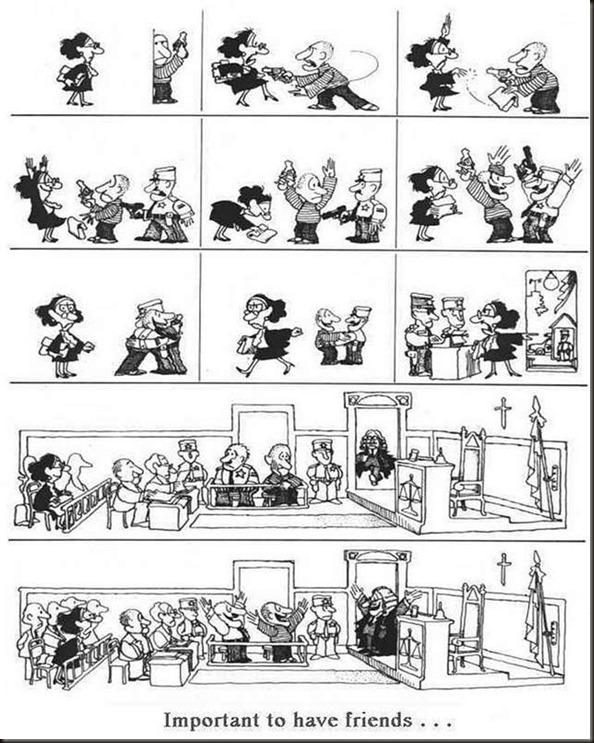 Important to have friends . . .